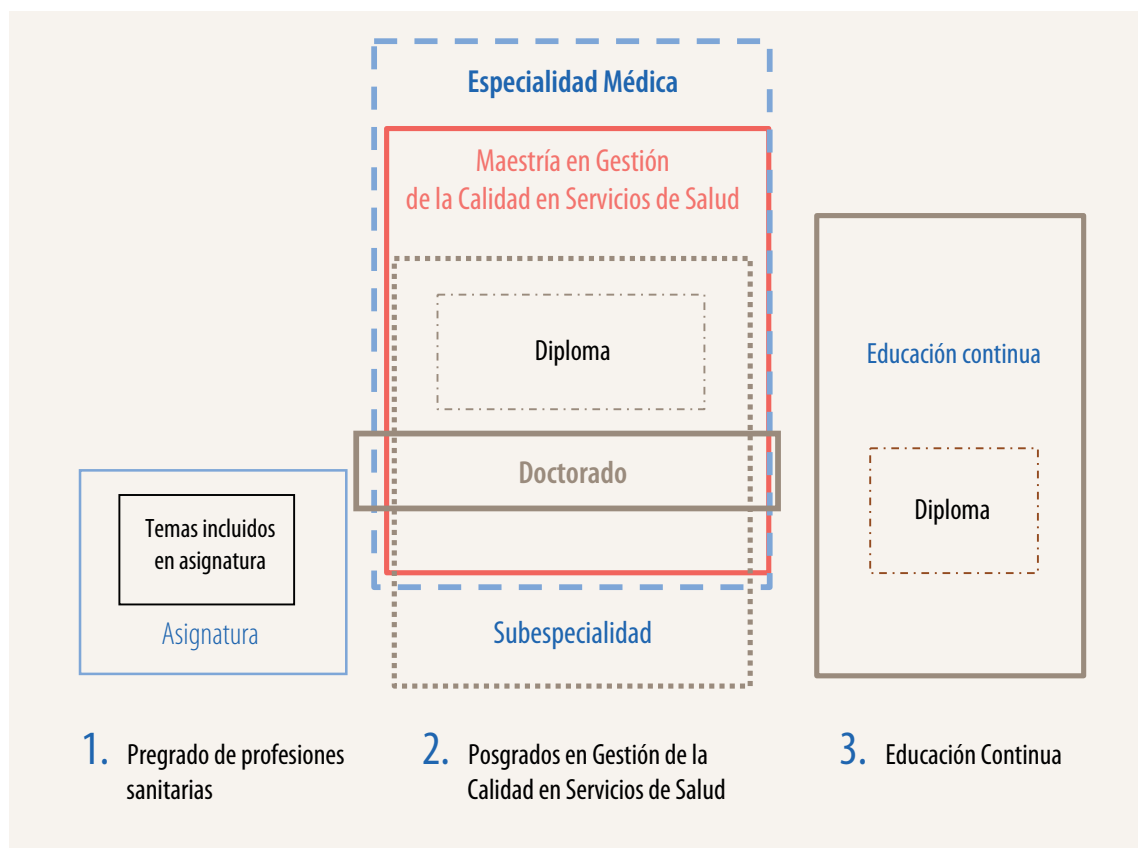 Especialidad Médica
Maestría en Gestión
de la Calidad en Servicios de Salud
Diploma
Doctorado
Subespecialidad
Temas incluidos
en asignatura
Asignatura
Educación continua
Diploma
1. Pregrado de profesiones
sanitarias
2. Posgrados en Gestión de la
Calidad en Servicios de Salud
3. Educación Continua